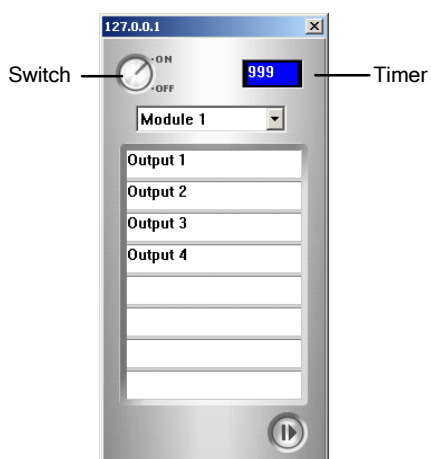 127.0.0.1
ON
Switch
999
Timer
OFF
Module 1
Output 1
Output 2
Output 3
Output 4